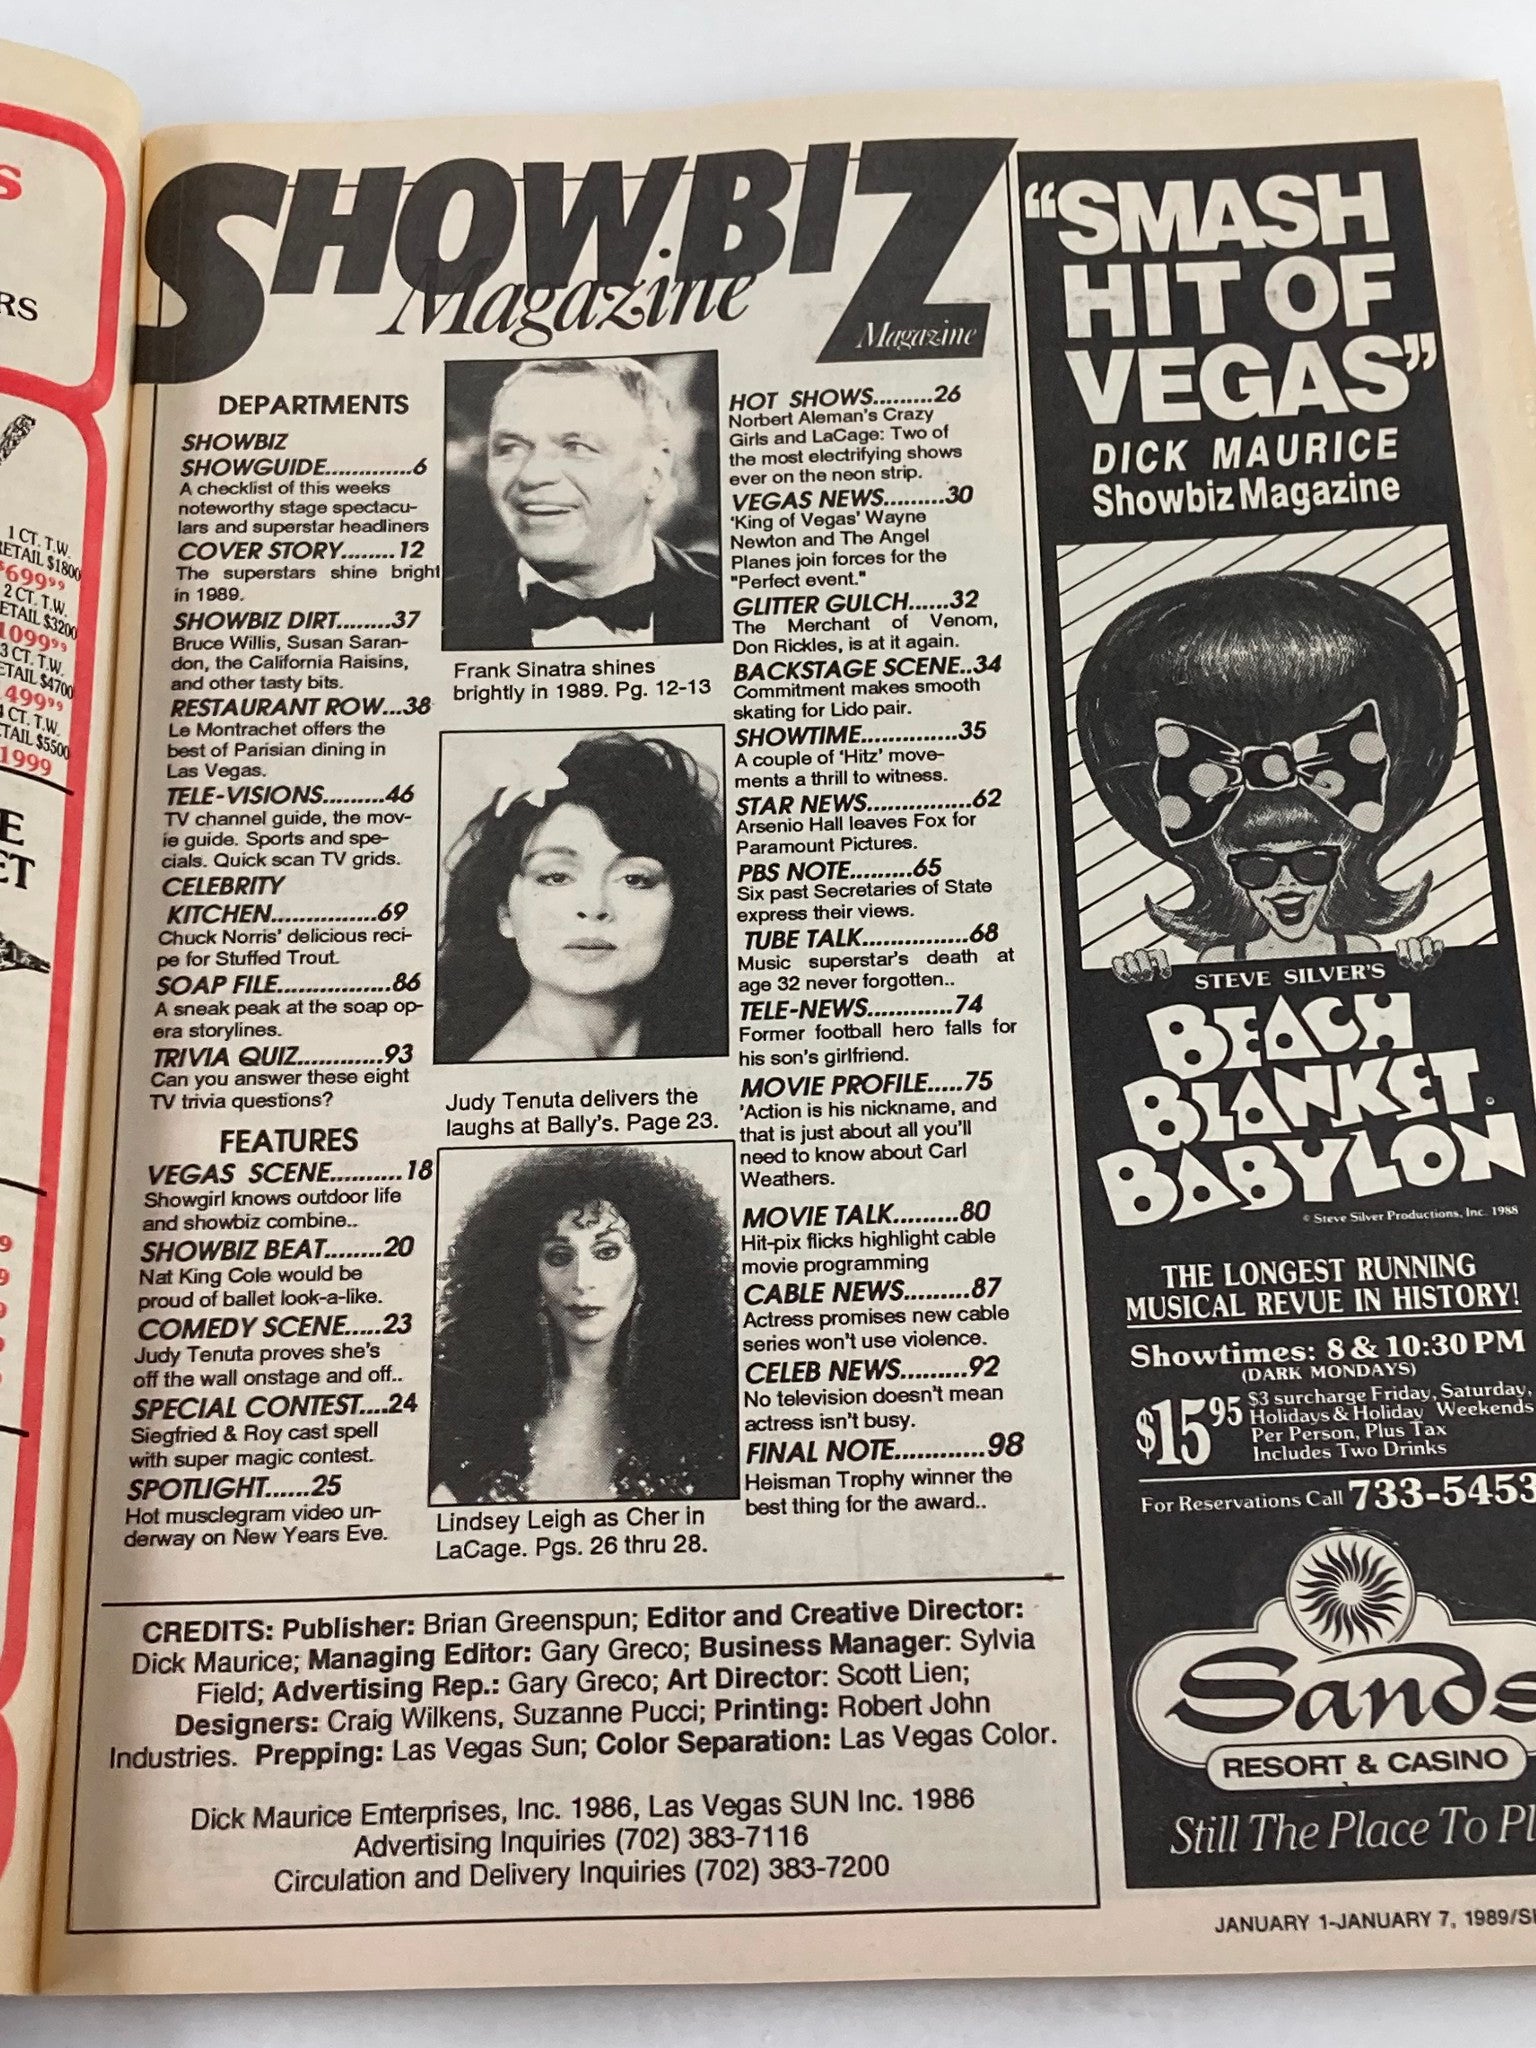 S
RS
1 CT. T.W.
RETAIL $1800
$699⁹⁹
2 CT. T.W.
ETAIL $3200
1099⁹⁹
3 CT. T.W.
ETAIL $4700
1499⁹⁹
4 CT. T.W.
TAIL $5500
1999
E
ET
9
9
9
9
SHOWBIZ
Magazine
Magazine
DEPARTMENTS
SHOWBIZ
SHOWGUIDE.............6
A checklist of this weeks
noteworthy stage spectacu-
lars and superstar headliners
COVER STORY........12
The superstars shine bright
in 1989.
SHOWBIZ DIRT........37
Bruce Willis, Susan Saran-
don, the California Raisins,
and other tasty bits.
RESTAURANT ROW...38
Le Montrachet offers the
best of Parisian dining in
Las Vegas.
TELE-VISIONS.........46
TV channel guide, the mov-
ie guide. Sports and spe-
cials. Quick scan TV grids.
CELEBRITY
KITCHEN...............69
Chuck Norris' delicious reci-
pe for Stuffed Trout.
SOAP FILE................86
A sneak peak at the soap op-
era storylines.
TRIVIA QUIZ............93
Can you answer these eight
TV trivia questions?
FEATURES
VEGAS SCENE..........18
Showgirl knows outdoor life
and showbiz combine..
SHOWBIZ BEAT........20
Nat King Cole would be
proud of ballet look-a-like.
COMEDY SCENE.....23
Judy Tenuta proves she's
off the wall onstage and off..
SPECIAL CONTEST....24
Siegfried & Roy cast spell
with super magic contest.
SPOTLIGHT......25
Hot musclegram video un-
derway on New Years Eve.
Frank Sinatra shines
brightly in 1989. Pg. 12-13
Judy Tenuta delivers the
laughs at Bally's. Page 23.
Lindsey Leigh as Cher in
LaCage. Pgs. 26 thru 28.
HOT SHOWS.........26
Norbert Aleman's Crazy
Girls and LaCage: Two of
the most electrifying shows
ever on the neon strip.
VEGAS NEWS.........30
'King of Vegas' Wayne
Newton and The Angel
Planes join forces for the
"Perfect event."
GLITTER GULCH......32
The Merchant of Venom,
Don Rickles, is at it again.
BACKSTAGE SCENE..34
Commitment makes smooth
skating for Lido pair.
SHOWTIME..............35
A couple of 'Hitz' move-
ments a thrill to witness.
STAR NEWS...............62
Arsenio Hall leaves Fox for
Paramount Pictures.
PBS NOTE.........65
Six past Secretaries of State
express their views.
TUBE TALK...............68
Music superstar's death at
age 32 never forgotten..
TELE-NEWS............74
Former football hero falls for
his son's girlfriend.
MOVIE PROFILE.....75
'Action is his nickname, and
that is just about all you'll
need to know about Carl
Weathers.
MOVIE TALK.........80
Hit-pix flicks highlight cable
movie programming
CABLE NEWS.........87
Actress promises new cable
series won't use violence.
CELEB NEWS.........92
No television doesn't mean
actress isn't busy.
FINAL NOTE............98
Heisman Trophy winner the
best thing for the award..
CREDITS: Publisher: Brian Greenspun; Editor and Creative Director:
Dick Maurice; Managing Editor: Gary Greco; Business Manager: Sylvia
Field; Advertising Rep.: Gary Greco; Art Director: Scott Lien;
Designers: Craig Wilkens, Suzanne Pucci; Printing: Robert John
Industries. Prepping: Las Vegas Sun; Color Separation: Las Vegas Color.
Dick Maurice Enterprises, Inc. 1986, Las Vegas SUN Inc. 1986
Advertising Inquiries (702) 383-7116
Circulation and Delivery Inquiries (702) 383-7200
"SMASH
HIT OF
VEGAS"
DICK MAURICE
Showbiz Magazine
STEVE SILVER'S
BEACH
BLANKET
BABYLON
© Steve Silver Productions, Inc. 1988
THE LONGEST RUNNING
MUSICAL REVUE IN HISTORY!
Showtimes: 8 & 10:30 PM
(DARK MONDAYS)
$15⁹⁵
$3 surcharge Friday, Saturday,
Holidays & Holiday Weekends
Per Person, Plus Tax
Includes Two Drinks
For Reservations Call 733-5453
Sands
RESORT & CASINO
Still The Place To Pl
JANUARY 1-JANUARY 7, 1989/S